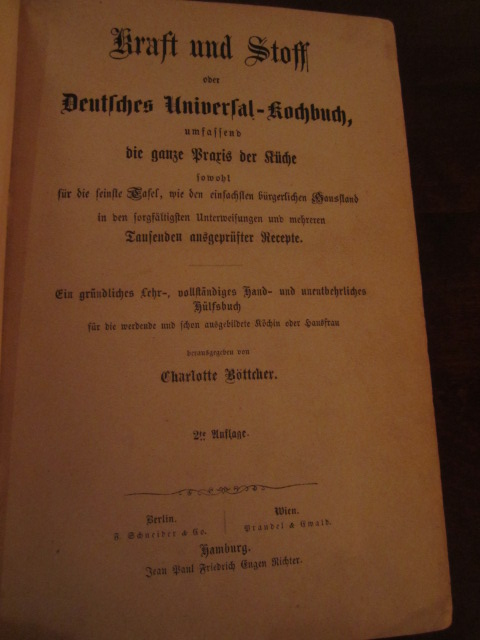 Kraft und Stoff
oder
Deutsches Universal-Kochbuch,
umfassend
die ganze Praxis der Küche
sowohl
für die feinste Tafel, wie den einfachsten bürgerlichen Hausstand
in den sorgfältigsten Unterweisungen und mehreren
Tausenden ausgeprüfter Recepte.
Ein gründliches Lehr-, vollständiges Hand- und unentbehrliches
Hülfsbuch
für die werdende und schon ausgebildete Köchin oder Hausfrau
herausgegeben von
Charlotte Böttcher.
2te Auflage.
Berlin.
F. Schneider & Co.
Wien.
Prandel & Ewald.
Hamburg.
Jean Paul Friedrich Eugen Richter.